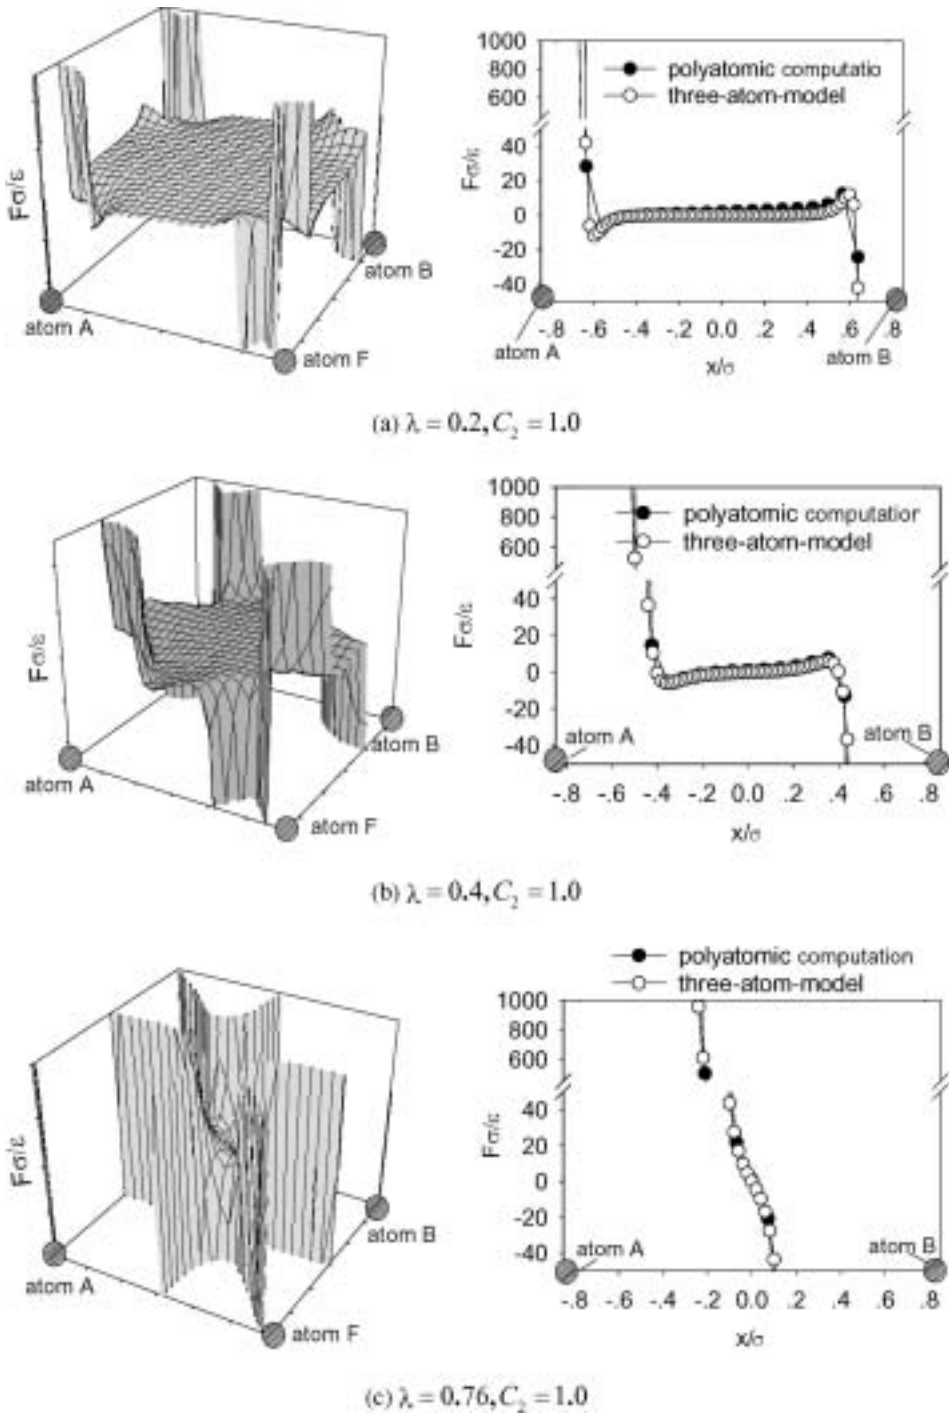 Fσ/ε
atom A
atom F
atom B
1000
800
600
40
20
0
-20
-40
Fσ/ε
polyatomic computatio
three-atom-model
-.8 -.6 -.4 -.2 0.0 .2 .4 .6 .8
atom A
atom B
x/σ
(a) λ = 0.2, C₂ = 1.0
Fσ/ε
atom A
atom F
atom B
1000
800
600
40
20
0
-20
-40
Fσ/ε
polyatomic computatior
three-atom-model
atom A
atom B
-.8 -.6 -.4 -.2 0.0 .2 .4 .6 .8
x/σ
(b) λ = 0.4, C₂ = 1.0
Fσ/ε
atom A
atom F
atom B
polyatomic computation
three-atom-model
1000
800
600
40
20
0
-20
-40
Fσ/ε
atom A
atom B
-.8 -.6 -.4 -.2 0.0 .2 .4 .6 .8
x/σ
(c) λ = 0.76, C₂ = 1.0